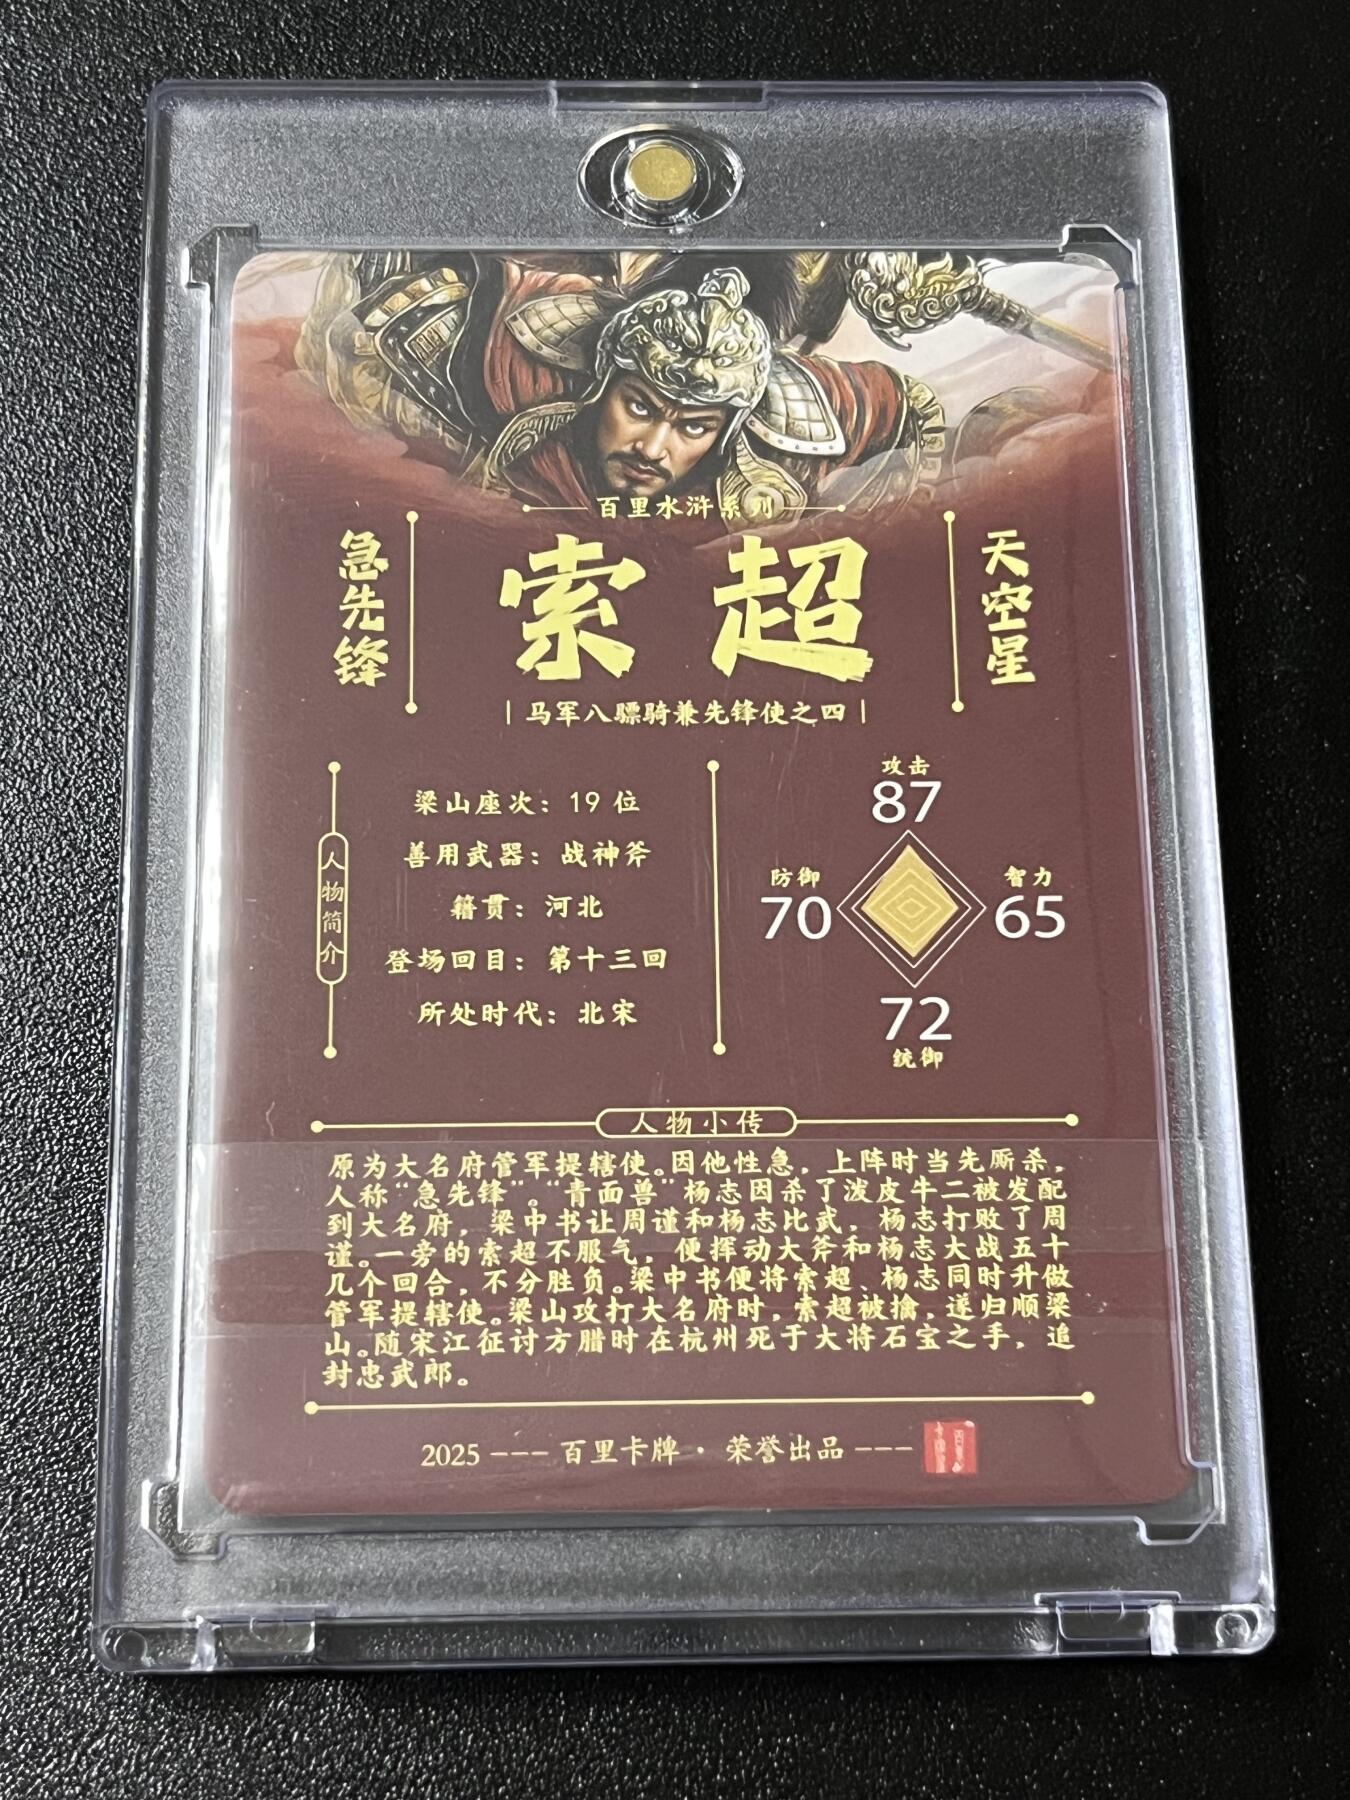 百里水浒系列
急先锋
索超
天空星
马军八骠骑兼先锋使之四
人物简介
梁山座次：19 位
善用武器：战神斧
籍贯：河北
登场回目：第十三回
所处时代：北宋
攻击
87
防御
70
智力
65
72
统御
人物小传
原为大名府管军提辖使。因他性急，上阵时当先厮杀，
人称“急先锋”。“青面兽”杨志因杀了泼皮牛二被发配
到大名府，梁中书让周谨和杨志比武，杨志打败了周
谨。一旁的索超不服气，便挥动大斧和杨志大战五十
几个回合，不分胜负。梁中书便将索超、杨志同时升做
管军提辖使。梁山攻打大名府时，索超被擒，遂归顺梁
山。随宋江征讨方腊时在杭州死于大将石宝之手，追
封忠武郎。
2025 --- 百里卡牌 · 荣誉出品 ---